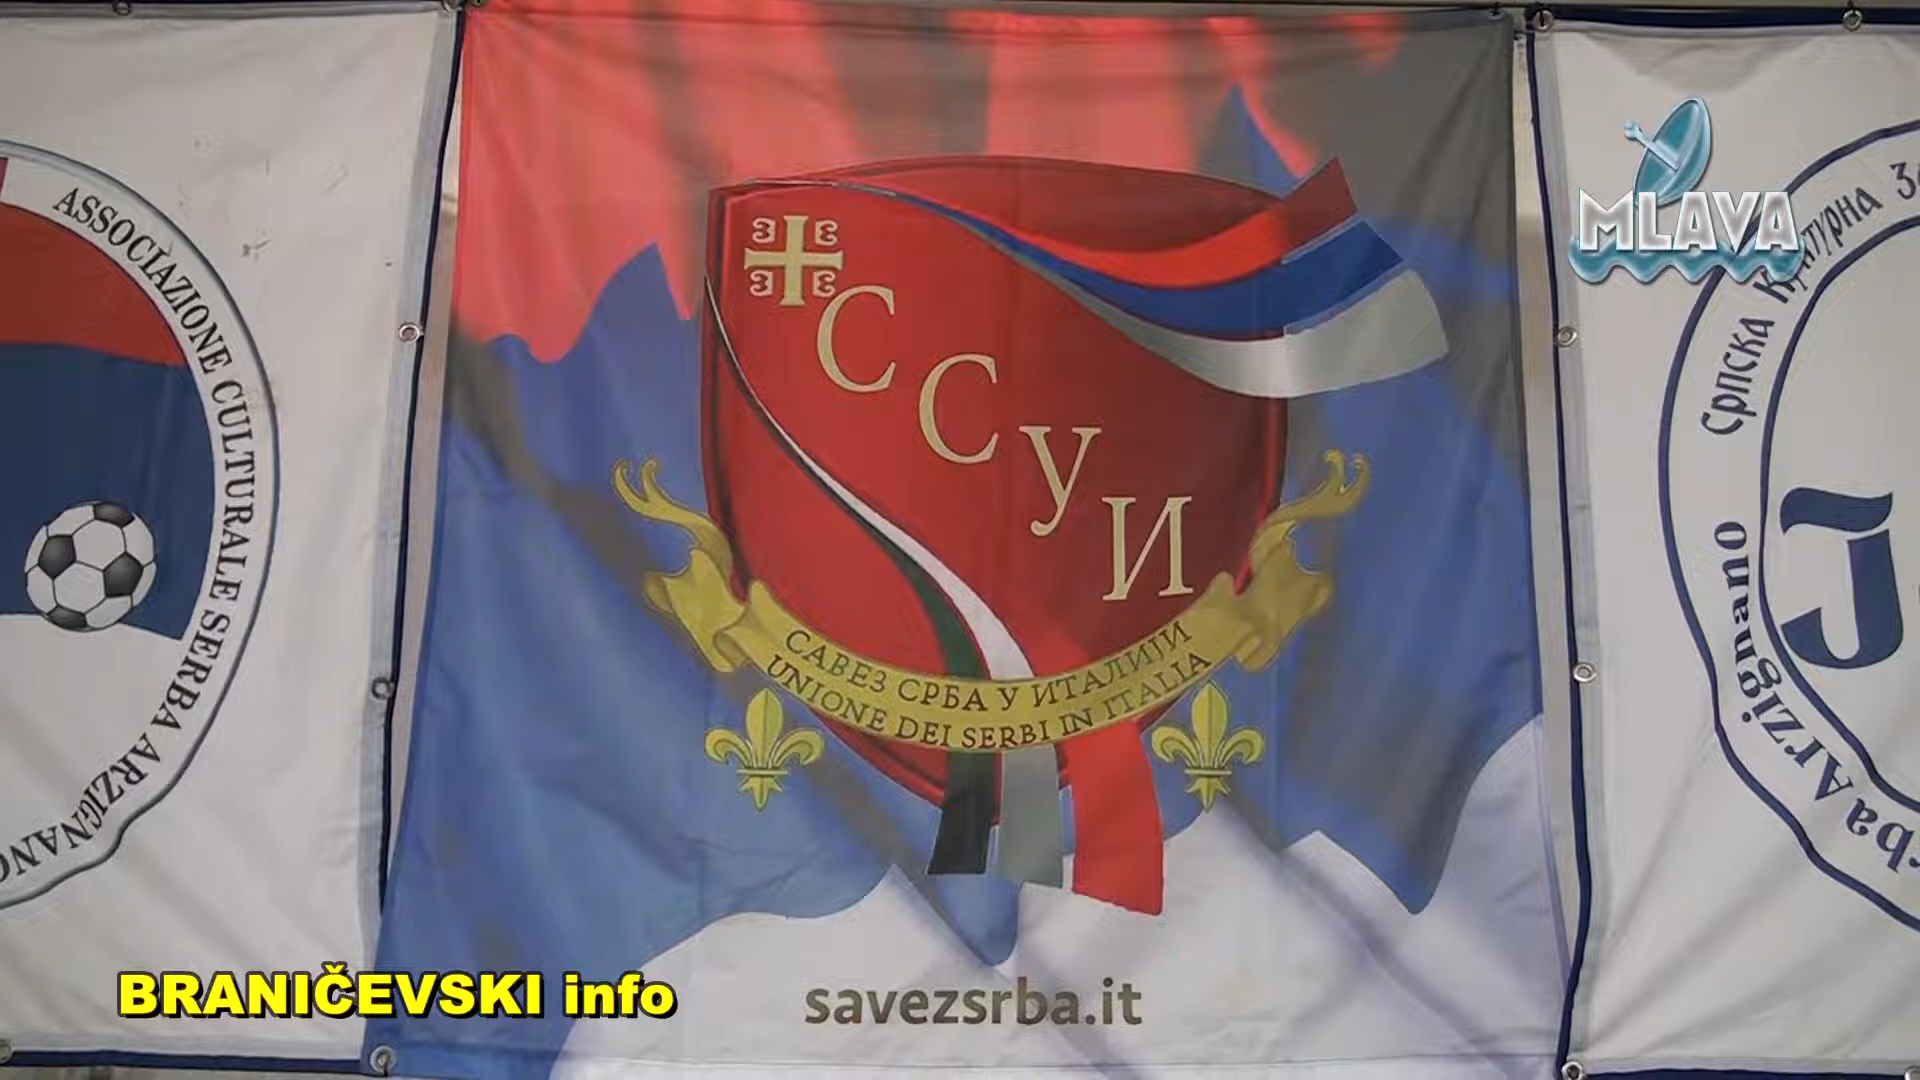 ASSOCIAZIONE CULTURALE SERBA ARZIGNANO
ССУИ
САВЕЗ СРБА У ИТАЛИЈИ
UNIONE DEI SERBI IN ITALIA
savezsrba.it
MLAVA
Српска Културна
Arzignano
BRANIČEVSKI info